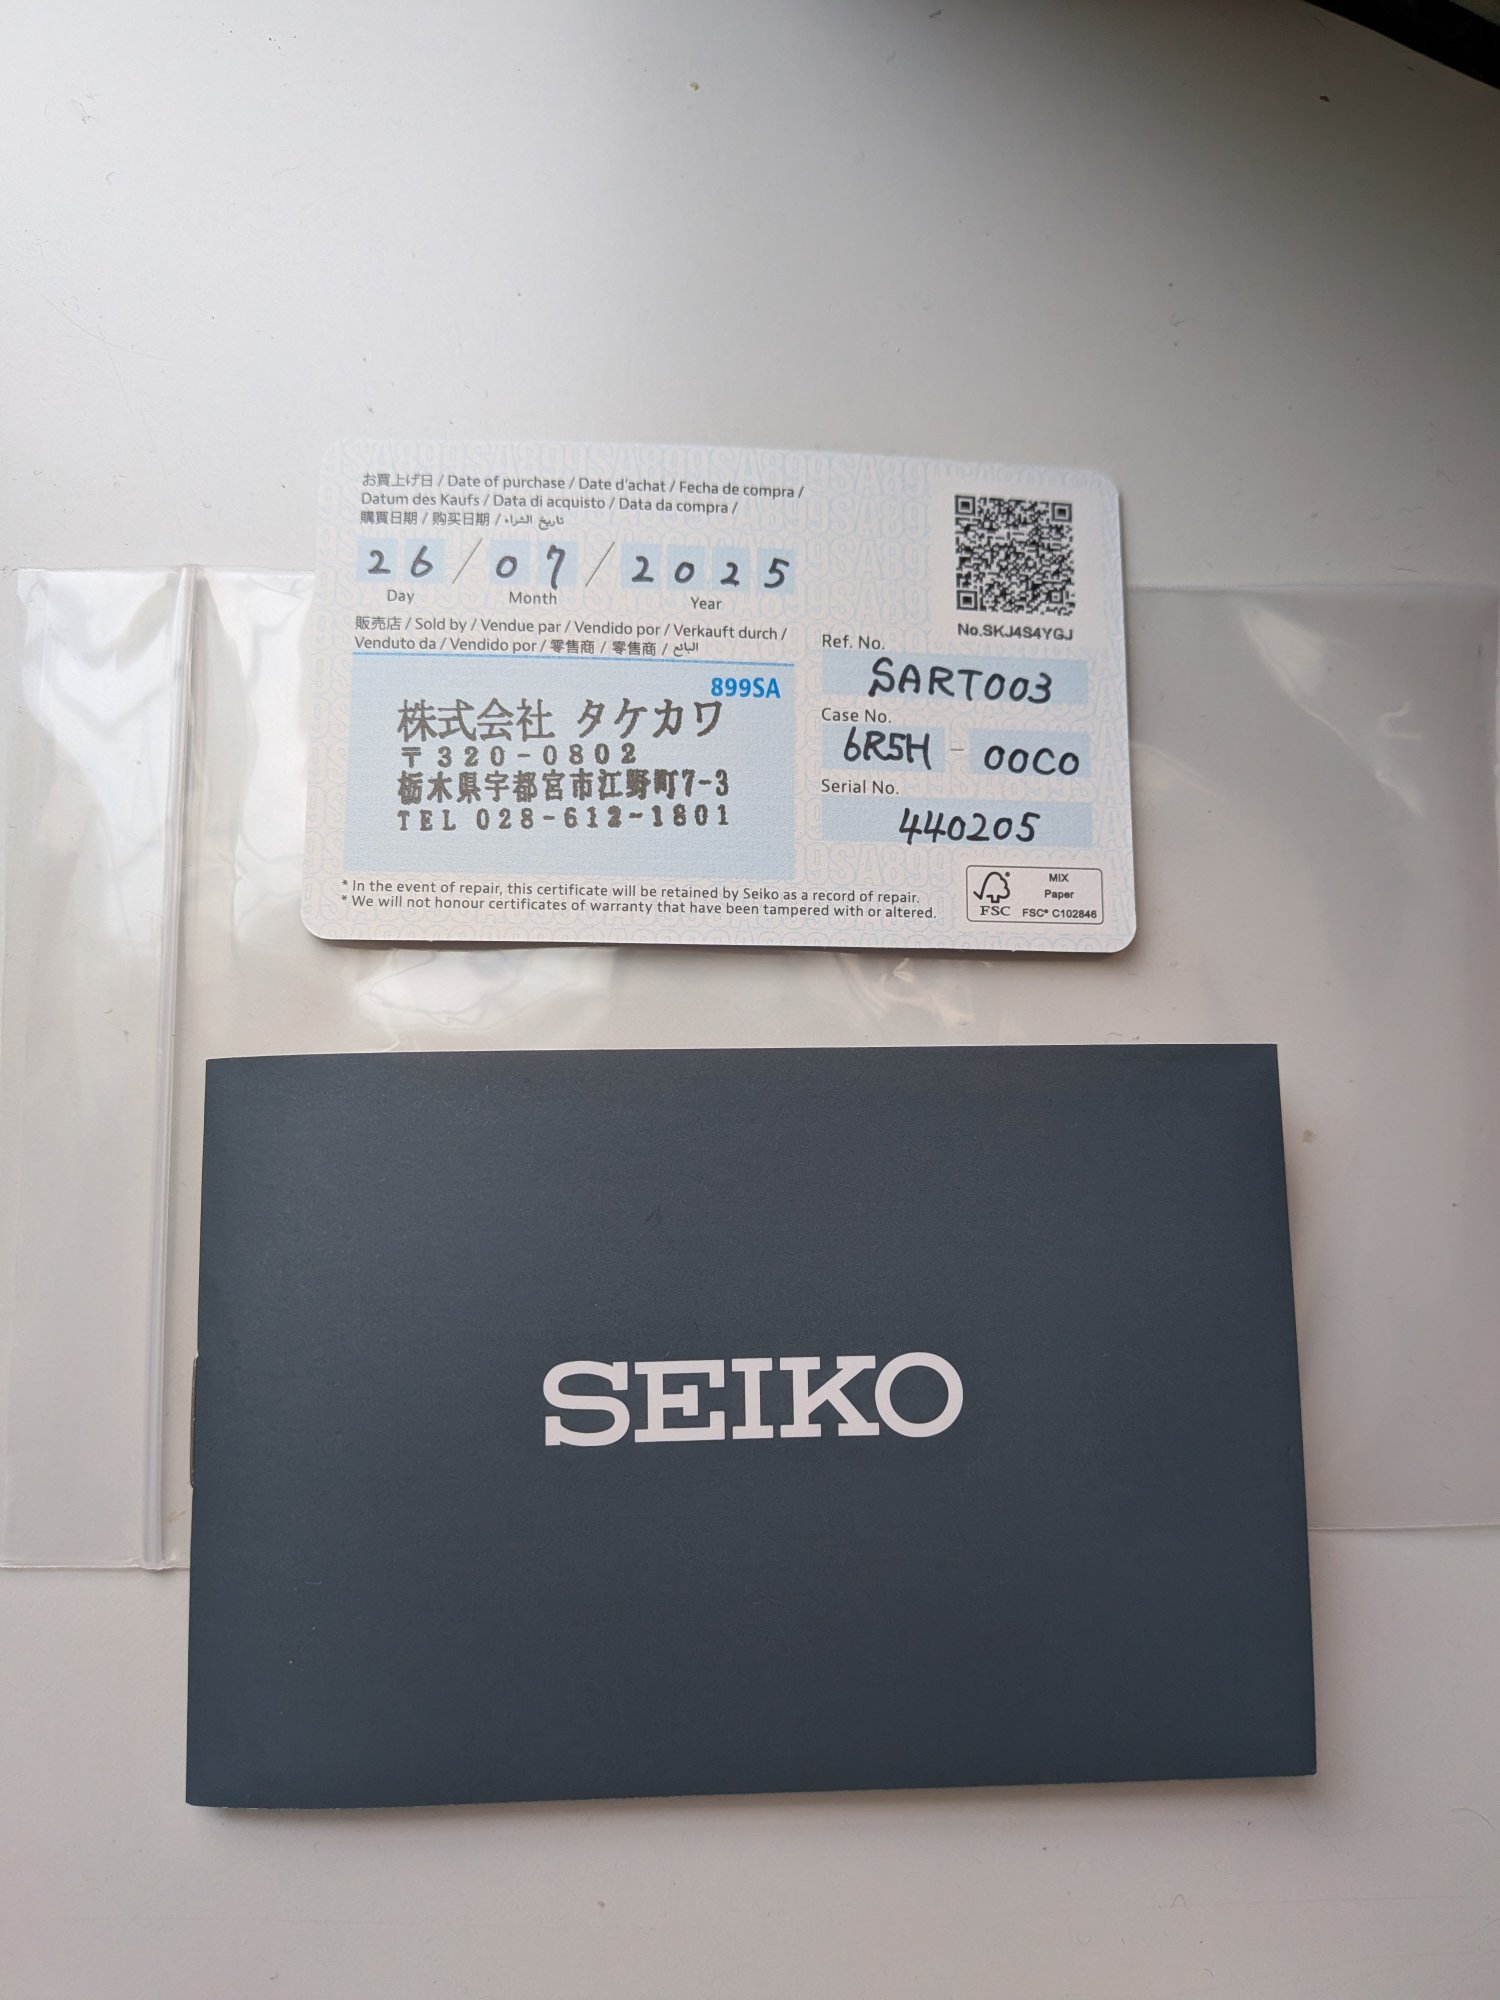 お買上げ日 / Date of purchase / Date d'achat / Fecha de compra /
Datum des Kaufs / Data di acquisto / Data da compra /
購買日期 / 购买日期 / تاريخ الشراء
26 / 07 / 2025
Day Month Year
販売店 / Sold by / Vendue par / Vendido por / Verkauft durch /
Venduto da / Vendido por / 零售商 / 零售商 / البائع
899SA
株式会社 タケカワ
〒320-0802
栃木県宇都宮市江野町7-3
TEL 028-612-1801
No.SKJ4S4YGJ
Ref. No.
SART003
Case No.
6R5H - 00C0
Serial No.
440205
* In the event of repair, this certificate will be retained by Seiko as a record of repair.
* We will not honour certificates of warranty that have been tampered with or altered.
FSC
MIX
Paper
FSC® C102846
SEIKO